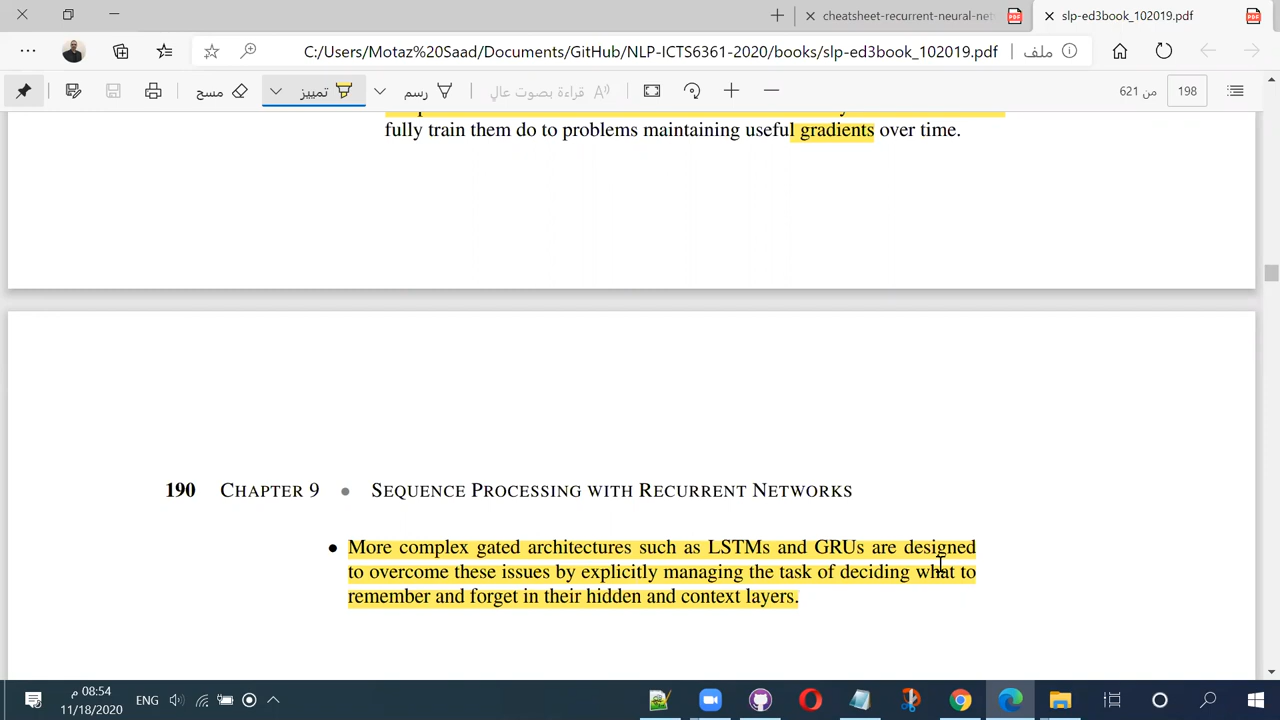 cheatsheet-recurrent-neural-net
slp-ed3book_102019.pdf
C:/Users/Motaz%20Saad/Documents/GitHub/NLP-ICTS6361-2020/books/slp-ed3book_102019.pdf
ملف
مسح
رسم
تمييز
قراءة بصوت عالٍ
من 621
198
fully train them do to problems maintaining useful gradients over time.
190 CHAPTER 9 • SEQUENCE PROCESSING WITH RECURRENT NETWORKS
• More complex gated architectures such as LSTMs and GRUs are designed
to overcome these issues by explicitly managing the task of deciding what to
remember and forget in their hidden and context layers.
08:54 م
11/18/2020
ENG